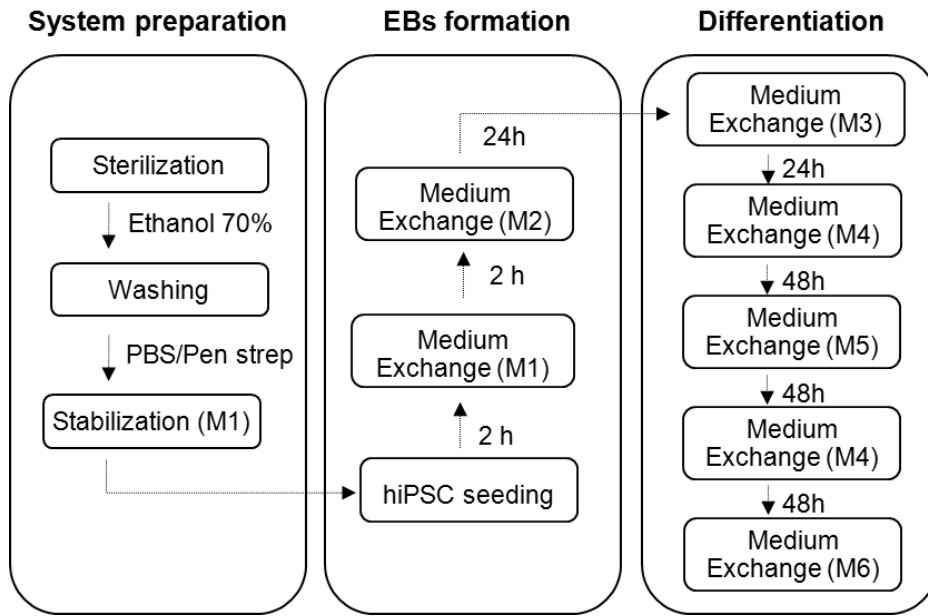 System preparation
Sterilization
Ethanol 70%
Washing
PBS/Pen strep
Stabilization (M1)
EBs formation
24h
Medium
Exchange (M2)
2 h
Medium
Exchange (M1)
2 h
hiPSC seeding
Differentiation
Medium
Exchange (M3)
24h
Medium
Exchange (M4)
48h
Medium
Exchange (M5)
48h
Medium
Exchange (M4)
48h
Medium
Exchange (M6)